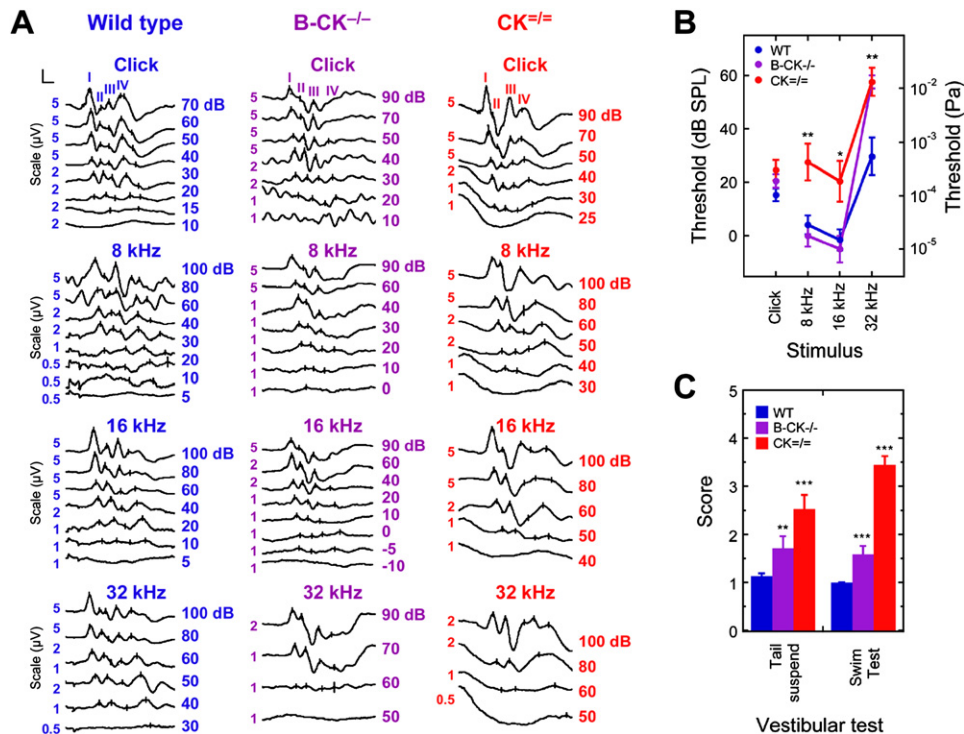 A
Wild type
B-CK−/−
CK=/=
Click
I II III IV
Scale (µV)
5 70 dB
5 60
5 50
5 40
2 30
2 20
2 15
2 10
Click
I II III IV
5 90 dB
5 70
5 50
2 40
2 30
1 20
1 10
Click
I II III IV
5 90 dB
5 70
5 50
2 40
1 30
1 25
8 kHz
Scale (µV)
5 100 dB
5 80
5 60
2 40
2 30
1 20
0.5 10
0.5 5
0.5
8 kHz
5 90 dB
5 60
1 40
1 30
1 20
1 10
1 0
8 kHz
5 100 dB
5 80
2 60
2 50
1 40
1 30
16 kHz
Scale (µV)
5 100 dB
5 80
5 60
2 40
1 20
1 10
1 5
16 kHz
5 90 dB
2 60
2 40
2 20
1 10
1 0
1 -5
1 -10
16 kHz
5 100 dB
5 80
2 60
1 50
1 40
32 kHz
Scale (µV)
5 100 dB
5 80
5 60
2 50
1 40
0.5 30
32 kHz
2 90 dB
1 70
1 60
1 50
32 kHz
2 100 dB
2 80
1 60
0.5 50
B
WT
B-CK-/-
CK=/=
Threshold (dB SPL)
60
40
20
0
Threshold (Pa)
10⁻²
10⁻³
10⁻⁴
10⁻⁵
** * **
Click
8 kHz
16 kHz
32 kHz
Stimulus
C
WT
B-CK-/-
CK=/=
Score
5
4
3
2
1
0
** *** *** ***
Tail suspend
Swim Test
Vestibular test